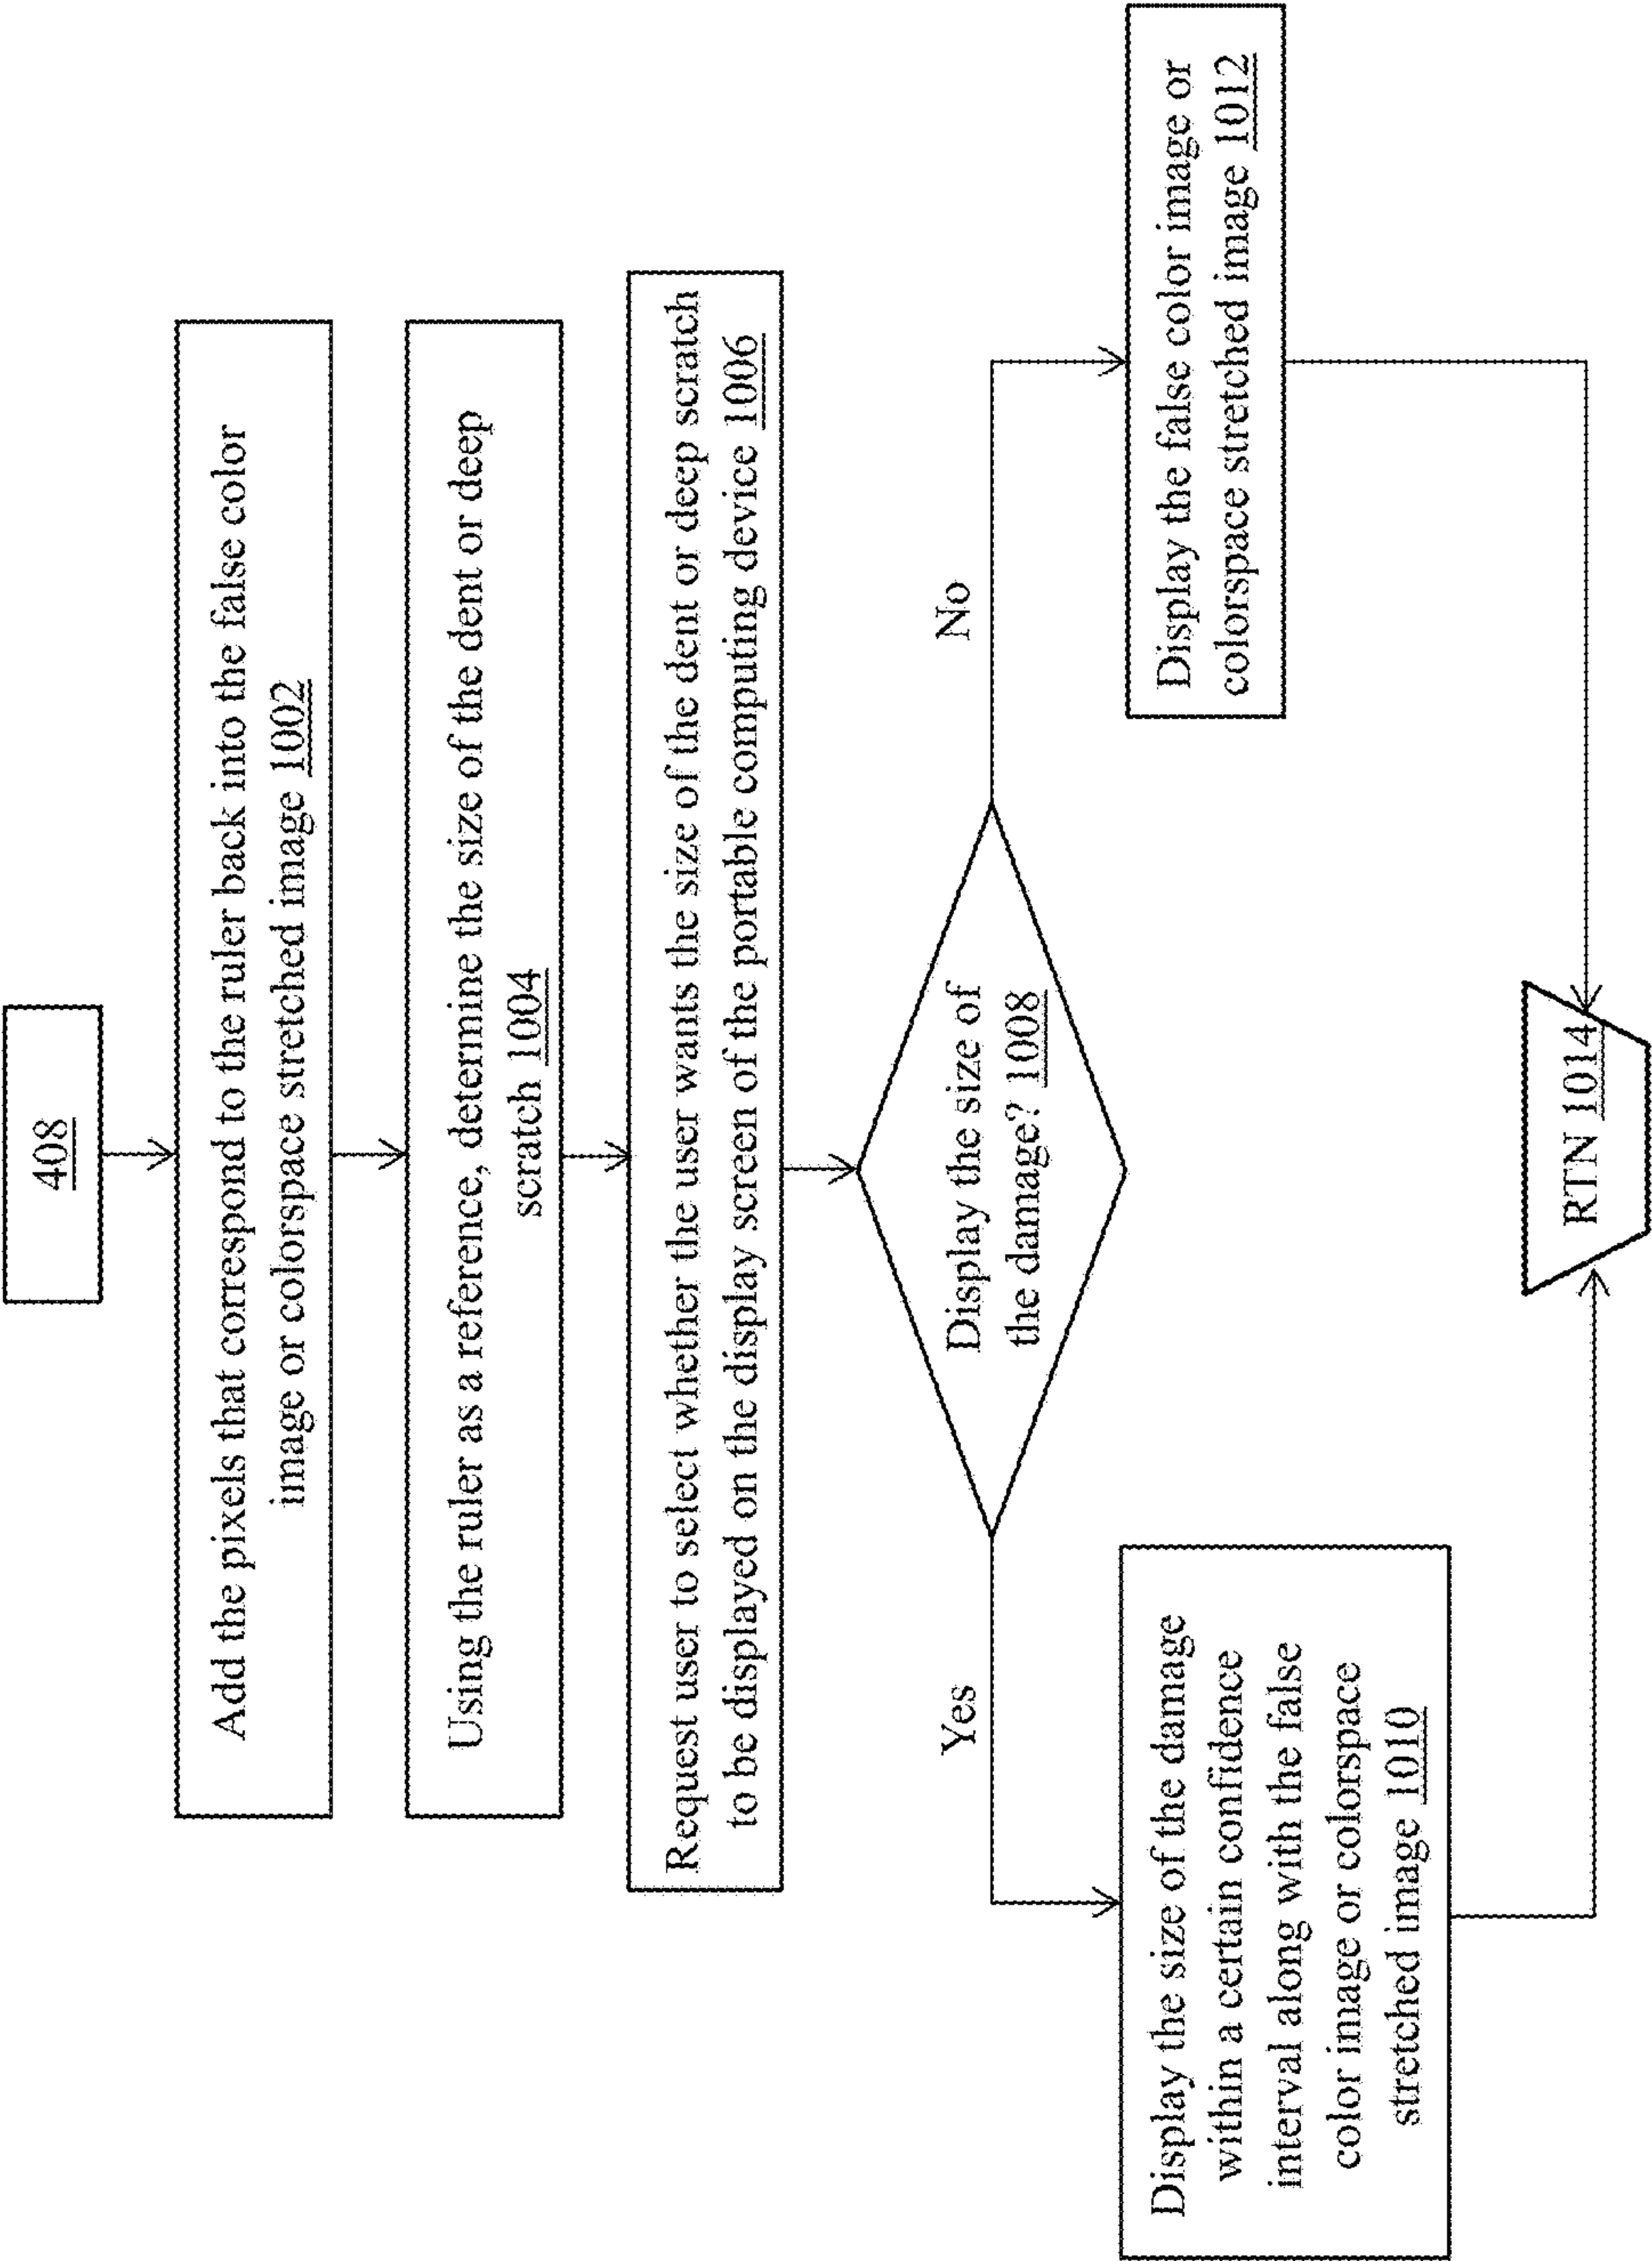 408
Add the pixels that correspond to the ruler back into the false color
image or colorspace stretched image 1002
Using the ruler as a reference, determine the size of the dent or deep
scratch 1004
Request user to select whether the user wants the size of the dent or deep scratch
to be displayed on the display screen of the portable computing device 1006
Display the size of
the damage? 1008
Yes
No
Display the size of the damage
within a certain confidence
interval along with the false
color image or colorspace
stretched image 1010
Display the false color image or
colorspace stretched image 1012
RTN 1014